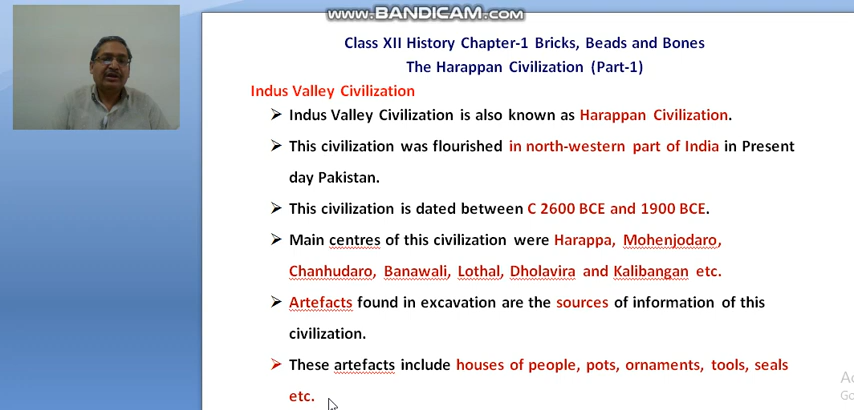 www.BANDICAM.com
Class XII History Chapter-1 Bricks, Beads and Bones
The Harappan Civilization (Part-1)
Indus Valley Civilization
➢ Indus Valley Civilization is also known as Harappan Civilization.
➢ This civilization was flourished in north-western part of India in Present
day Pakistan.
➢ This civilization is dated between C 2600 BCE and 1900 BCE.
➢ Main centres of this civilization were Harappa, Mohenjodaro,
Chanhudaro, Banawali, Lothal, Dholavira and Kalibangan etc.
➢ Artefacts found in excavation are the sources of information of this
civilization.
➢ These artefacts include houses of people, pots, ornaments, tools, seals
etc.